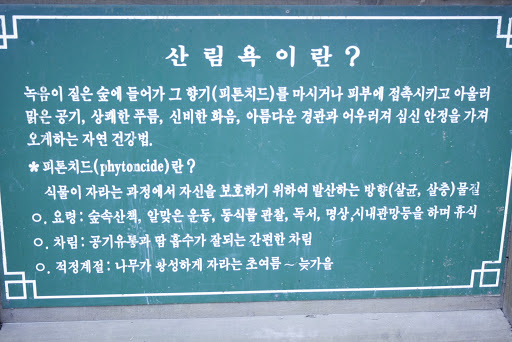 산림욕이란?
녹음이 짙은 숲에 들어가 그 향기(피톤치드)를 마시거나 피부에 접촉시키고 아울러
맑은 공기, 상쾌한 푸름, 신비한 화음, 아름다운 경관과 어우러져 심신 안정을 가져
오게하는 자연 건강법.
*피톤치드(phytoncide)란?
식물이 자라는 과정에서 자신을 보호하기 위하여 발산하는 방향(살균, 살충)물질
○. 요령: 숲속산책, 알맞은 운동, 동식물 관찰, 독서, 명상,시내관망등을 하며 휴식
○. 차림: 공기유통과 땀 흡수가 잘되는 간편한 차림
○. 적정계절: 나무가 왕성하게 자라는 초여름 ~ 늦가을